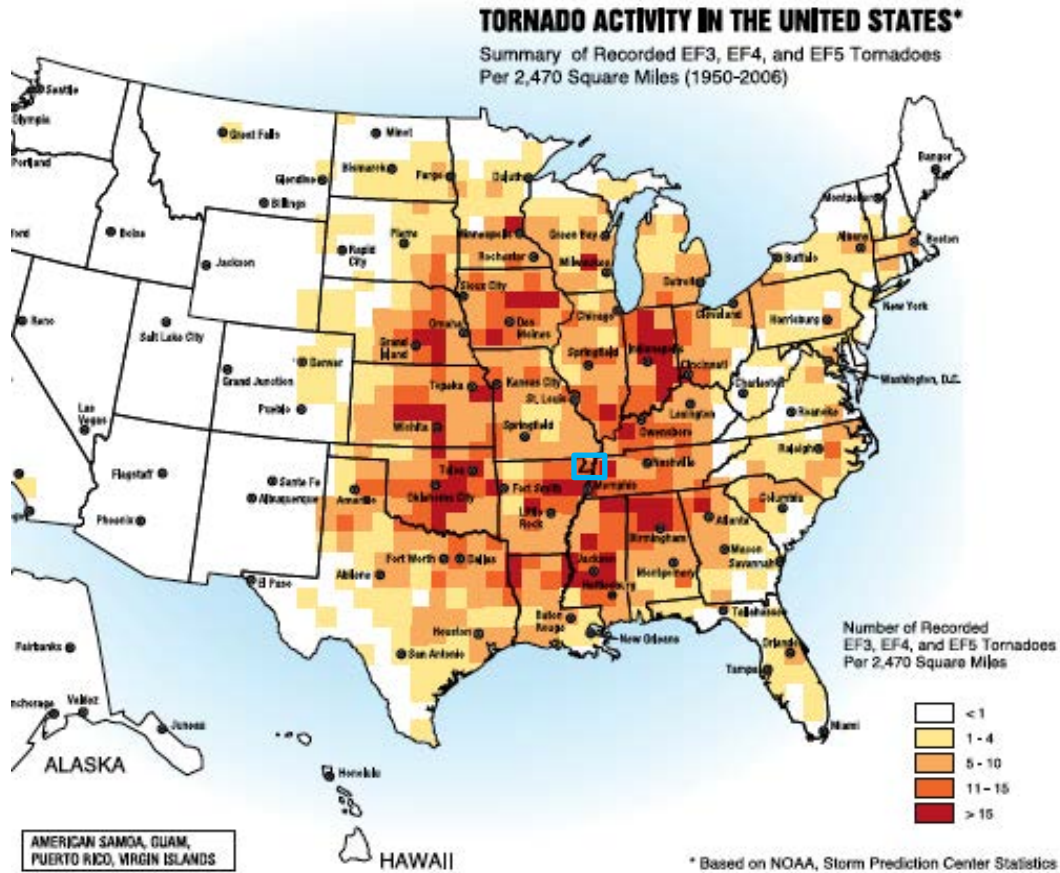 TORNADO ACTIVITY IN THE UNITED STATES*
Summary of Recorded EF3, EF4, and EF5 Tornadoes
Per 2,470 Square Miles (1950-2006)
Seattle
Olympia
Portland
Great Falls
Minot
Bismarck
Fargo
Duluth
Glendive
Billings
Bangor
Montpelier
Boise
Jackson
Rapid
City
Pierre
Minneapolis
Green Bay
Rochester
Milwaukee
Albany
Boston
Buffalo
Detroit
Sioux City
New York
Cleveland
Reno
Salt Lake City
Omaha
Des
Moines
Chicago
Harrisburg
Grand
Island
Springfield
Indianapolis
Denver
Grand Junction
Topeka
Kansas City
St. Louis
Cincinnati
Charleston
Washington, D.C.
Pueblo
Lexington
Roanoke
Las
Vegas
Wichita
Springfield
Owensboro
Raleigh
Flagstaff
Santa Fe
Albuquerque
Tulsa
Nashville
Amarillo
Oklahoma City
Fort Smith
Memphis
Columbia
Phoenix
Little
Rock
Atlanta
Birmingham
Fort Worth
Dallas
Jackson
Macon
Savannah
El Paso
Abilene
Montgomery
Hattiesburg
Tallahassee
Baton
Rouge
New Orleans
Houston
San Antonio
Orlando
Tampa
Miami
Number of Recorded
EF3, EF4, and EF5 Tornadoes
Per 2,470 Square Miles
< 1
1 - 4
5 - 10
11 - 15
> 15
Fairbanks
Valdez
Juneau
ALASKA
Honolulu
HAWAII
AMERICAN SAMOA, GUAM,
PUERTO RICO, VIRGIN ISLANDS
* Based on NOAA, Storm Prediction Center Statistics